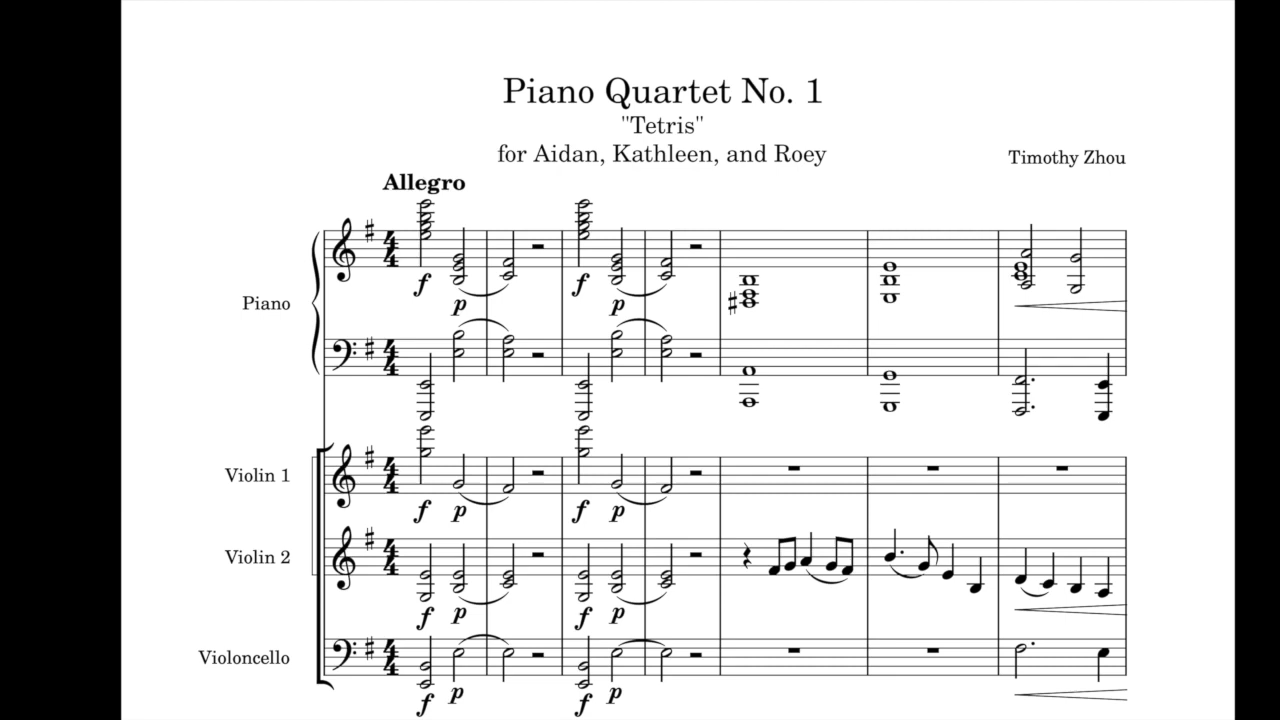 Piano Quartet No. 1
"Tetris"
for Aidan, Kathleen, and Roey
Timothy Zhou
Allegro
f p f p
Piano
Violin 1
f p f p
Violin 2
f p f p
Violoncello
f p f p